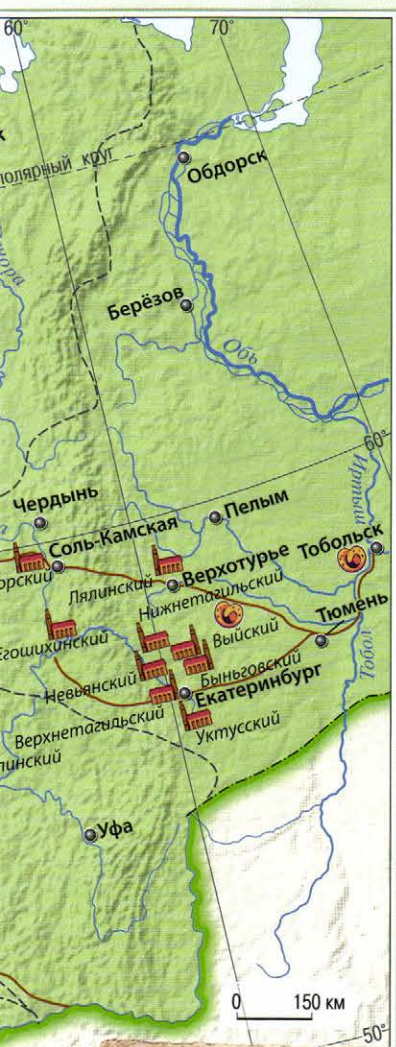 60°
70°
полярный круг
Обдорск
Берёзов
Обь
60°
Иртыш
Чердынь
Пелым
Соль-Камская
Тобольск
Верхотурье
Лялинский
Нижнетагильский
Тюмень
Егошихинский
Выйский
Тобол
Быньговский
Невьянский
Екатеринбург
Верхнетагильский
Уктусский
Уфа
0 150 км
50°